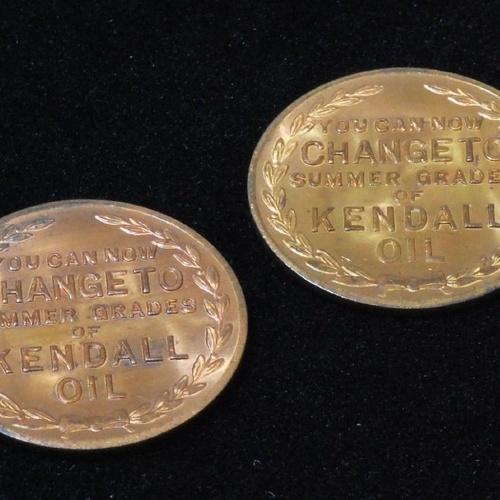 YOU CAN NOW
CHANGE TO
SUMMER GRADES
OF
KENDALL
OIL
YOU CAN NOW
CHANGE TO
SUMMER GRADES
OF
KENDALL
OIL